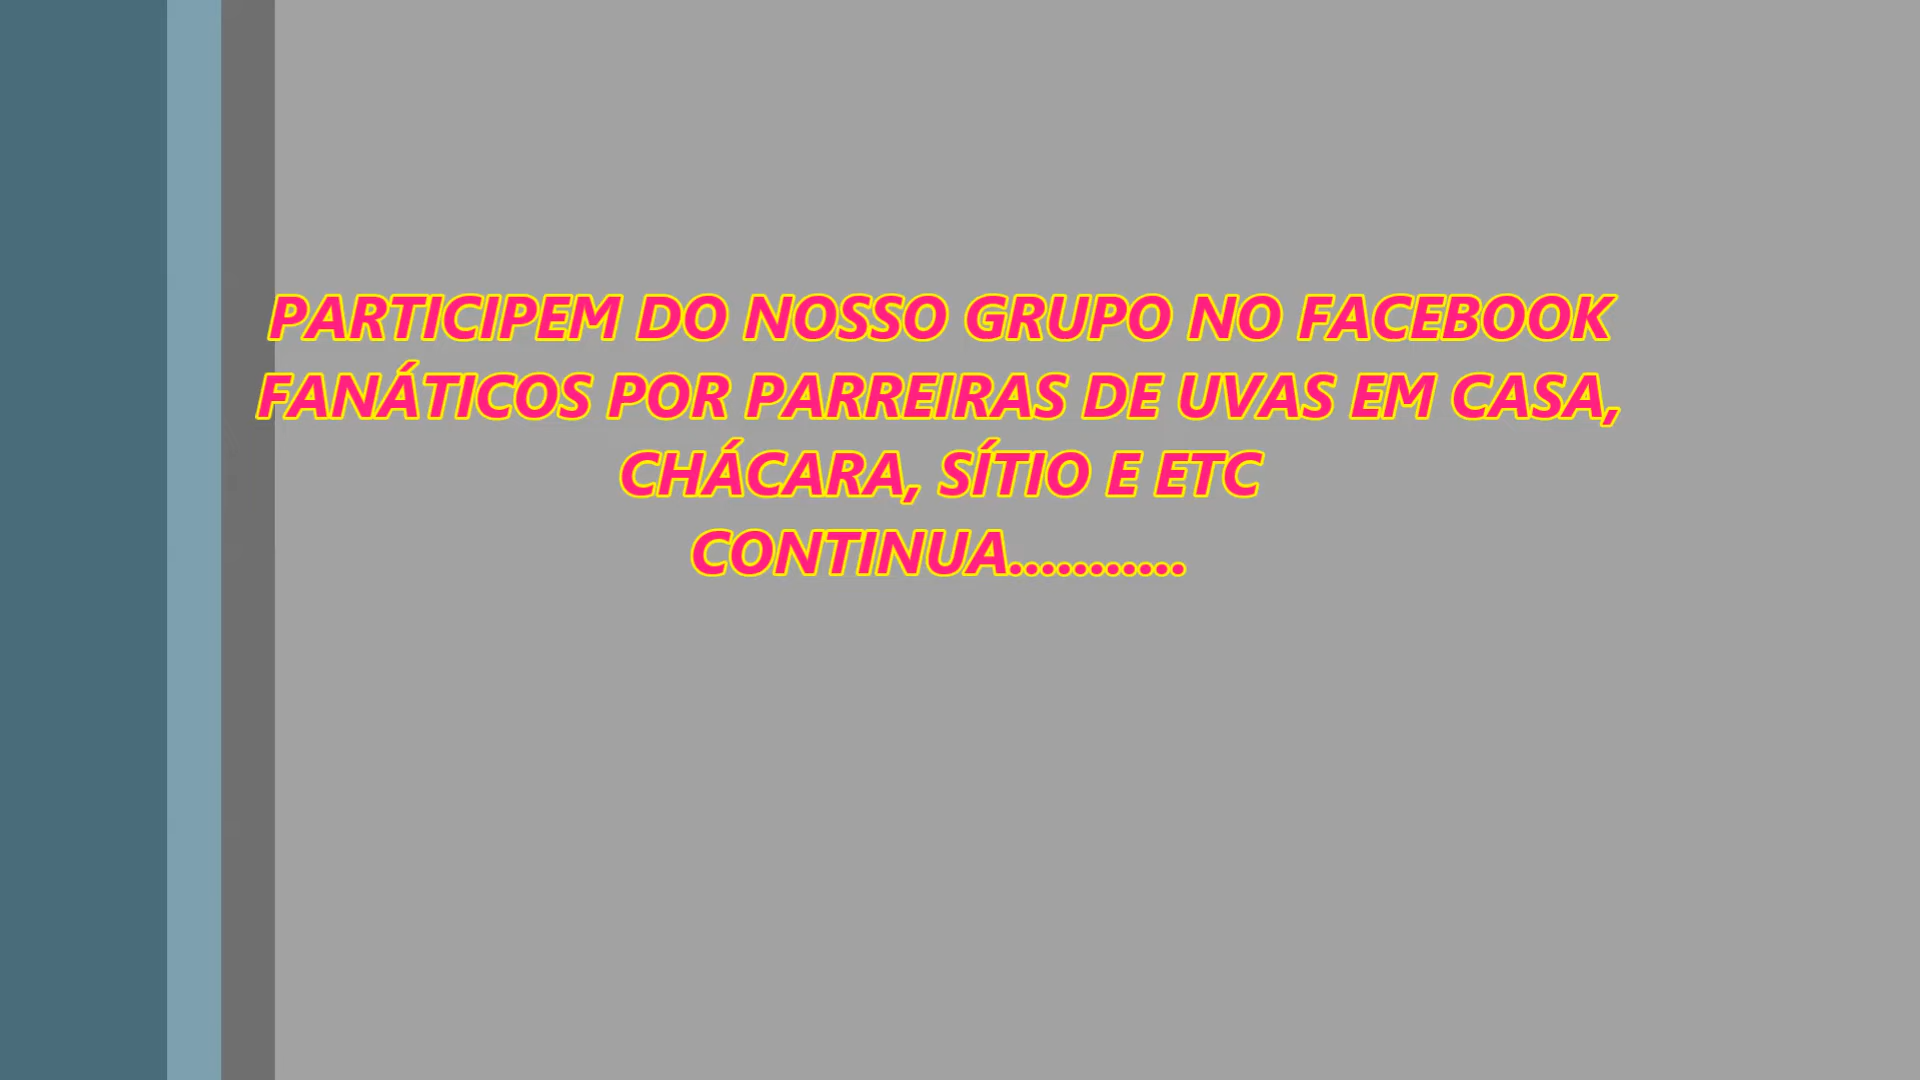 PARTICIPEM DO NOSSO GRUPO NO FACEBOOK
FANÁTICOS POR PARREIRAS DE UVAS EM CASA,
CHÁCARA, SÍTIO E ETC
CONTINUA...........